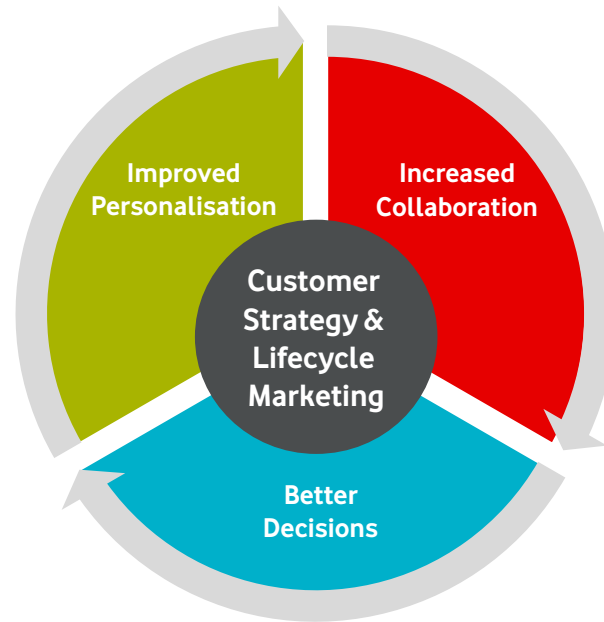 Improved
Personalisation
Increased
Collaboration
Customer
Strategy &
Lifecycle
Marketing
Better
Decisions